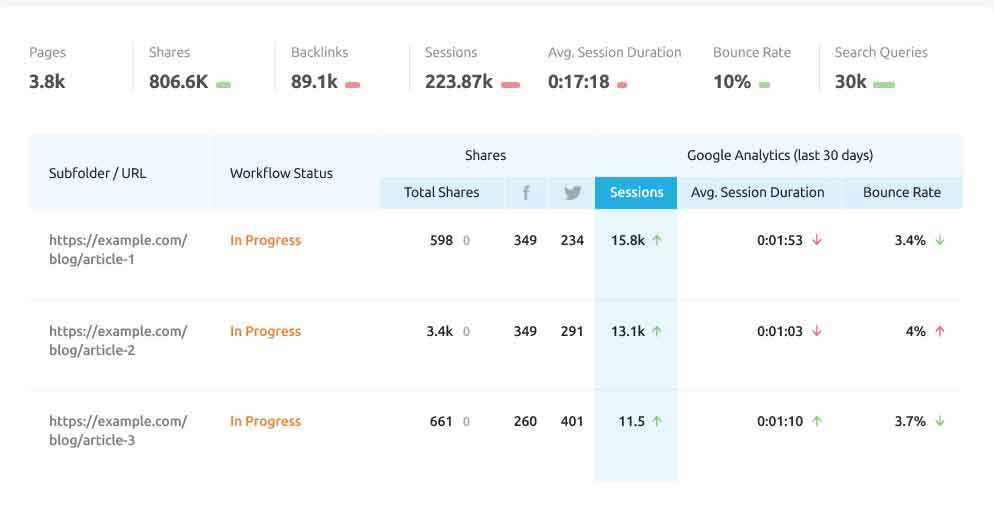 Pages Shares Backlinks Sessions Avg. Session Duration Bounce Rate Search Queries
3.8k 806.6K 89.1k 223.87k 0:17:18 10% 30k
Shares Google Analytics (last 30 days)
Subfolder / URL Workflow Status
Total Shares f Sessions Avg. Session Duration Bounce Rate
https://example.com/ In Progress 598 0 349 234 15.8k ↑ 0:01:53 ↓ 3.4% ↓
blog/article-1
https://example.com/ In Progress 3.4k 0 349 291 13.1k ↑ 0:01:03 ↓ 4% ↑
blog/article-2
https://example.com/ In Progress 661 0 260 401 11.5 ↑ 0:01:10 ↑ 3.7% ↓
blog/article-3